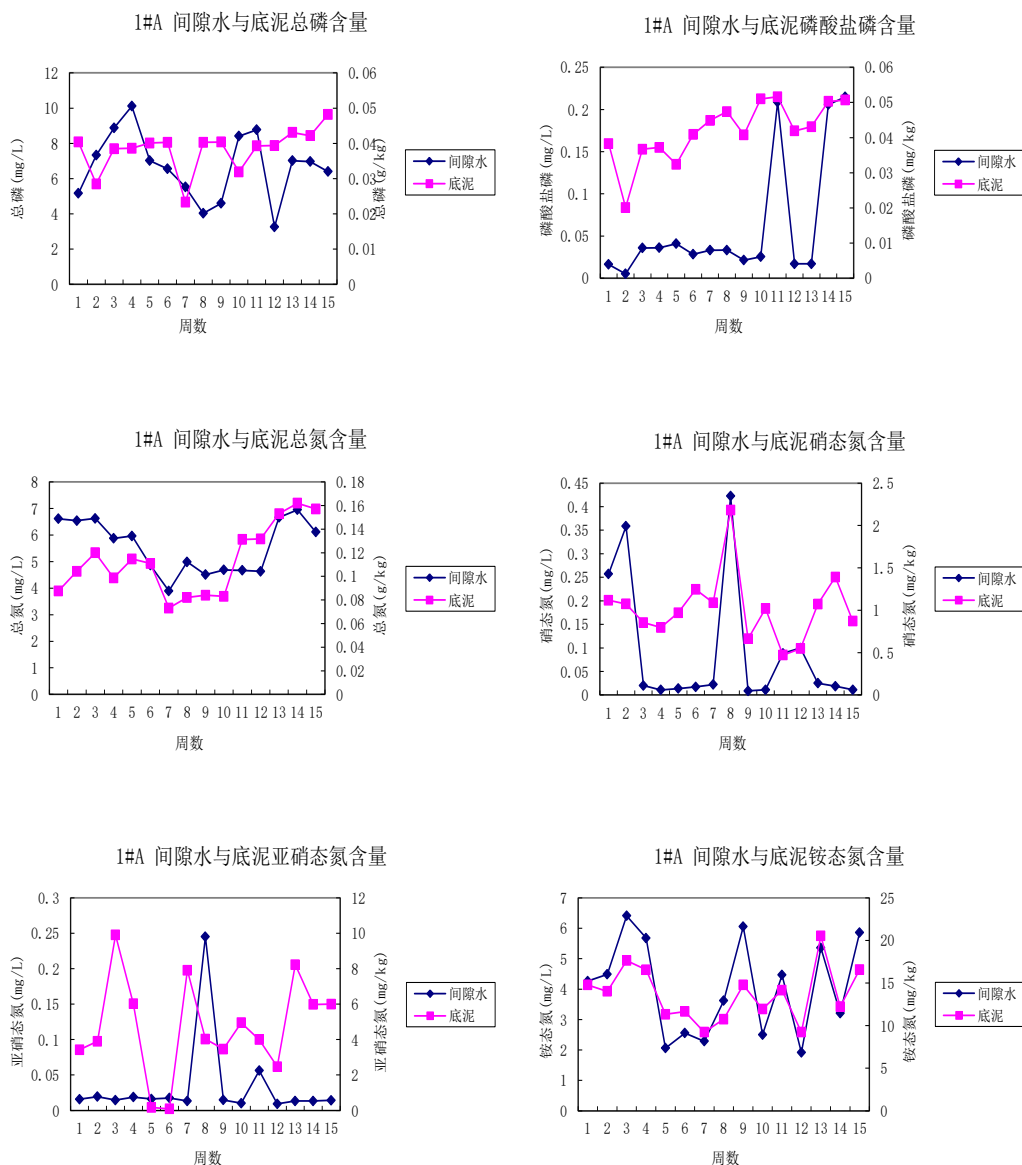 1#A 间隙水与底泥总磷含量
12
10
8
6
4
2
0
总磷(mg/L)
0.06
0.05
0.04
0.03
0.02
0.01
0
总磷(g/kg)
1 2 3 4 5 6 7 8 9 10 11 12 13 14 15
周数
间隙水
底泥
1#A 间隙水与底泥磷酸盐磷含量
0.25
0.2
0.15
0.1
0.05
0
磷酸盐磷(mg/L)
0.06
0.05
0.04
0.03
0.02
0.01
0
磷酸盐磷(mg/kg)
1 2 3 4 5 6 7 8 9 10 11 12 13 14 15
周数
间隙水
底泥
1#A 间隙水与底泥总氮含量
8
7
6
5
4
3
2
1
0
总氮(mg/L)
0.18
0.16
0.14
0.12
0.1
0.08
0.06
0.04
0.02
0
总氮(g/kg)
1 2 3 4 5 6 7 8 9 10 11 12 13 14 15
周数
间隙水
底泥
1#A 间隙水与底泥硝态氮含量
0.45
0.4
0.35
0.3
0.25
0.2
0.15
0.1
0.05
0
硝态氮(mg/L)
2.5
2
1.5
1
0.5
0
硝态氮(mg/kg)
1 2 3 4 5 6 7 8 9 10 11 12 13 14 15
周数
间隙水
底泥
1#A 间隙水与底泥亚硝态氮含量
0.3
0.25
0.2
0.15
0.1
0.05
0
亚硝态氮(mg/L)
12
10
8
6
4
2
0
亚硝态氮(mg/kg)
1 2 3 4 5 6 7 8 9 10 11 12 13 14 15
周数
间隙水
底泥
1#A 间隙水与底泥铵态氮含量
7
6
5
4
3
2
1
0
铵态氮(mg/L)
25
20
15
10
5
0
铵态氮(mg/kg)
1 2 3 4 5 6 7 8 9 10 11 12 13 14 15
周数
间隙水
底泥